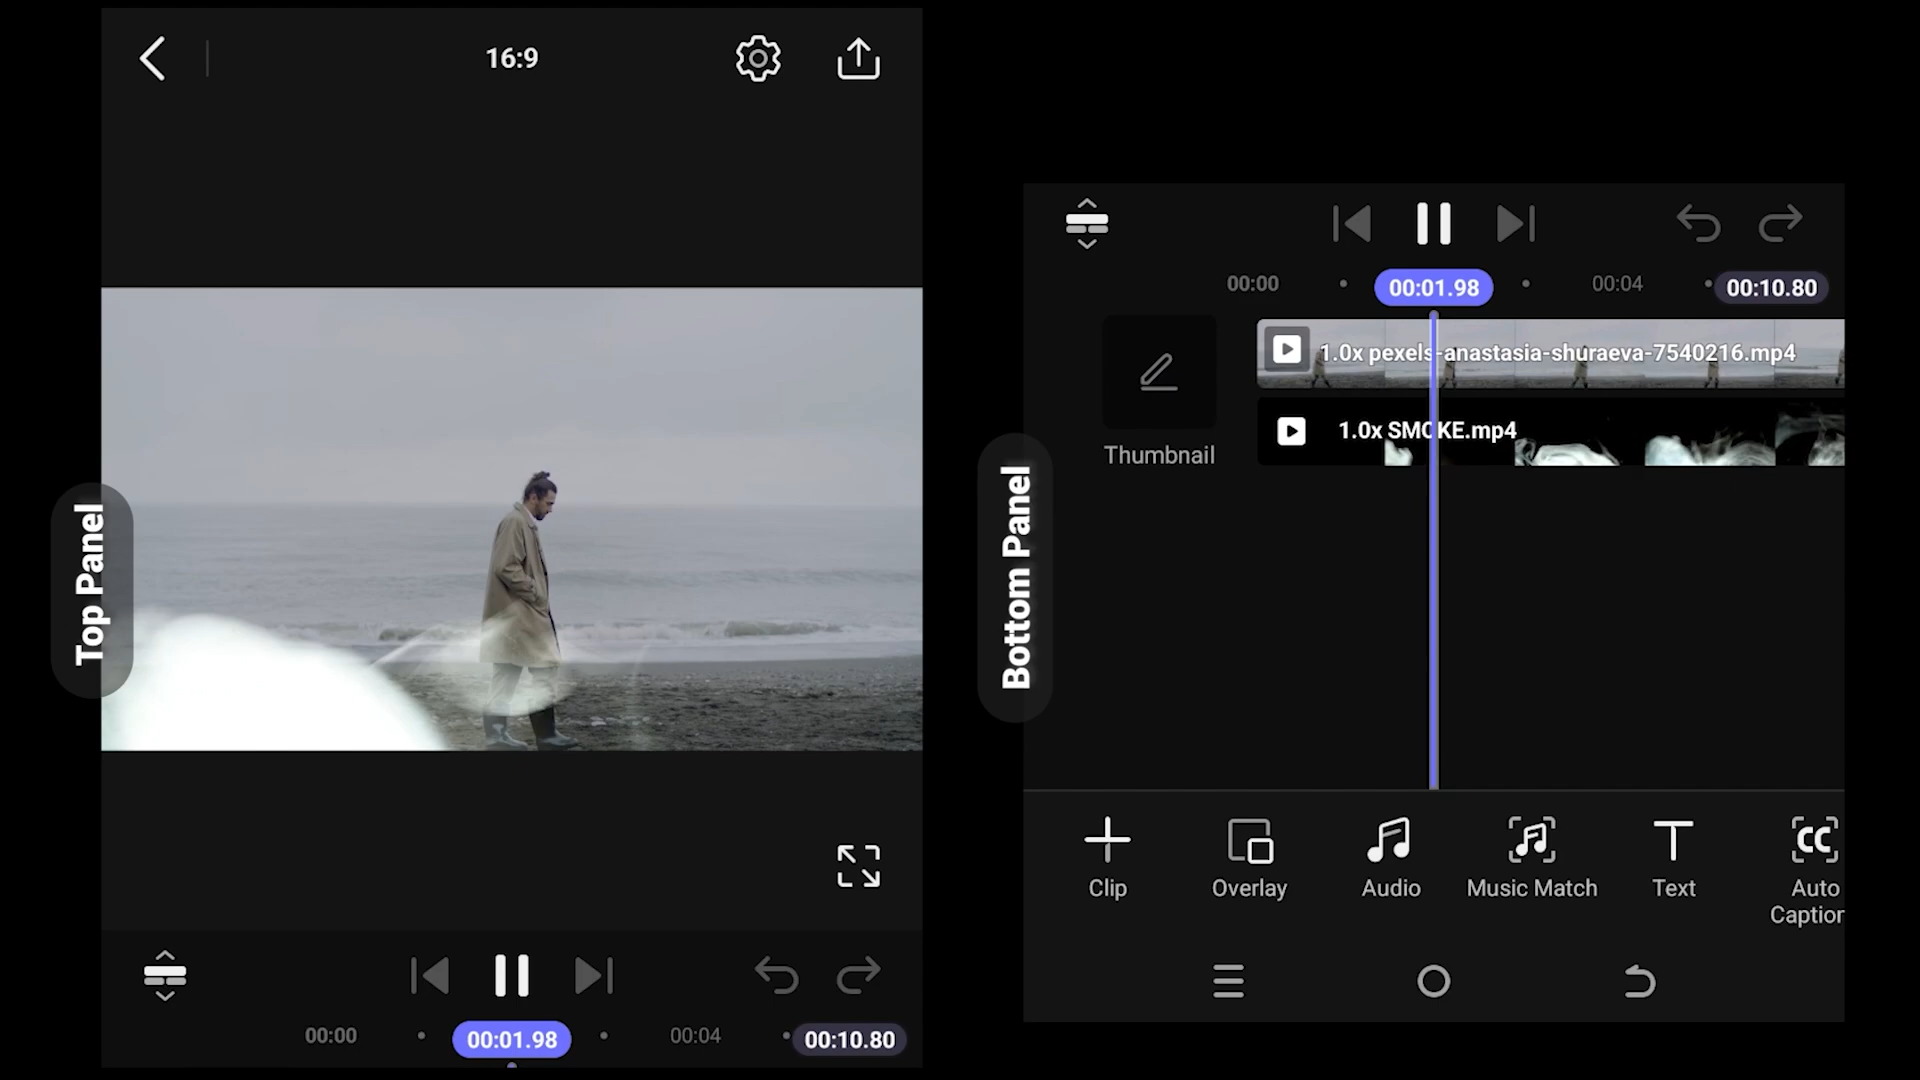 16:9
Top Panel
00:00
00:01.98
00:04
00:10.80
Bottom Panel
00:00
00:01.98
00:04
00:10.80
1.0x pexels-anastasia-shuraeva-7540216.mp4
1.0x SMOKE.mp4
Thumbnail
CC
Clip
Overlay
Audio
Music Match
Text
Auto
Caption